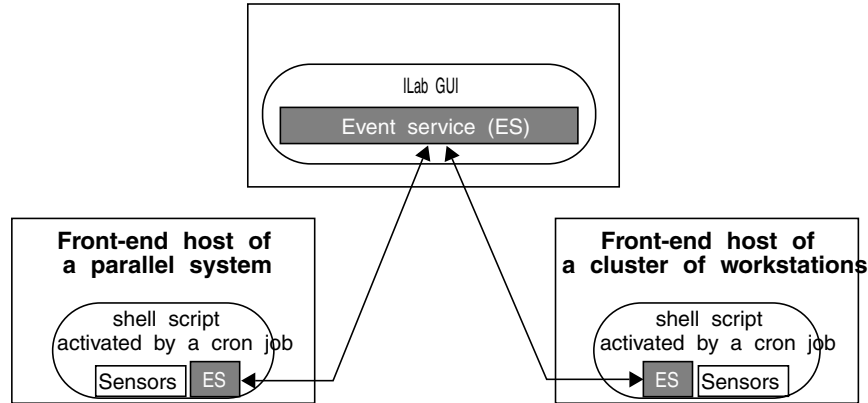 ILab GUI
Event service (ES)
Front-end host of
a parallel system
shell script
activated by a cron job
Sensors
ES
Front-end host of
a cluster of workstations
shell script
activated by a cron job
ES
Sensors